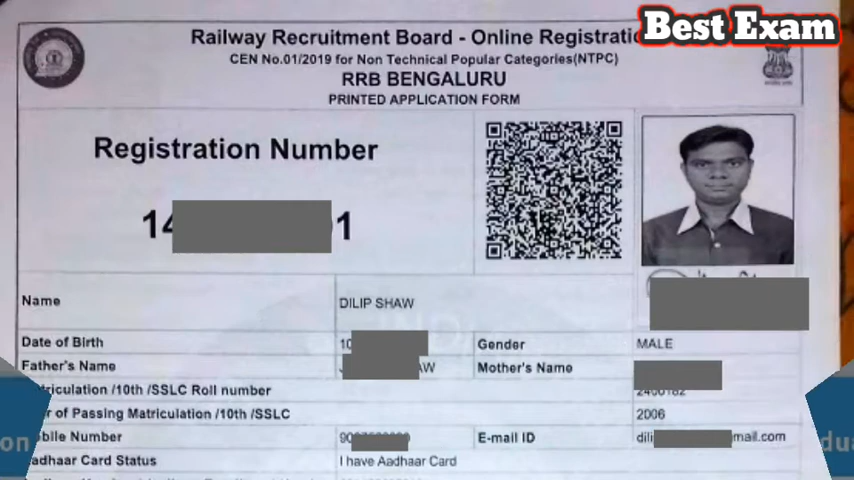 Best Exam
Railway Recruitment Board - Online Registratio
CEN No.01/2019 for Non Technical Popular Categories(NTPC)
RRB BENGALURU
PRINTED APPLICATION FORM
Registration Number
14 1
Name DILIP SHAW
Date of Birth 10 Gender MALE
Father's Name AW Mother's Name
triculation /10th /SSLC Roll number
r of Passing Matriculation /10th /SSLC 2006
on bile Number 90 E-mail ID dili mail.com dua
adhaar Card Status I have Aadhaar Card